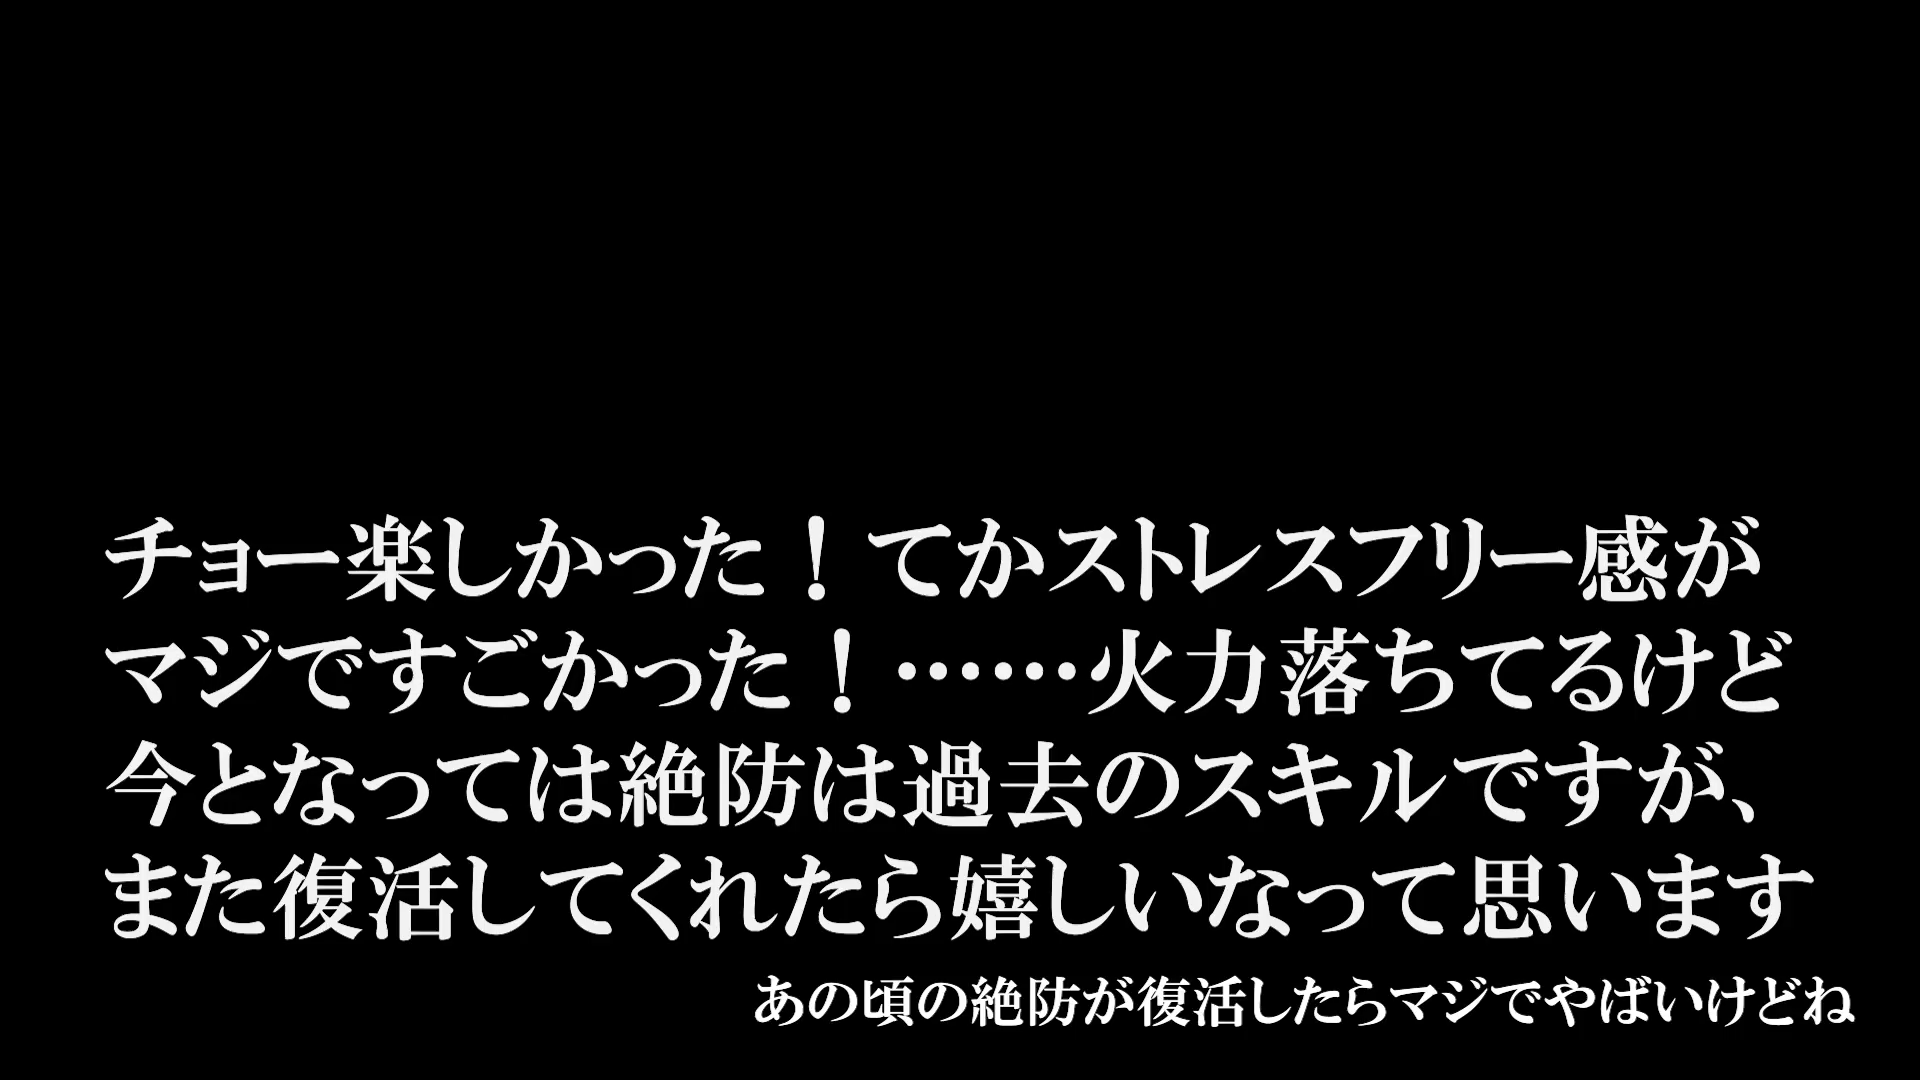 チョー楽しかった！てかストレスフリー感が
マジですごかった！……火力落ちてるけど
今となっては絶防は過去のスキルですが、
また復活してくれたら嬉しいなって思います
あの頃の絶防が復活したらマジでやばいけどね